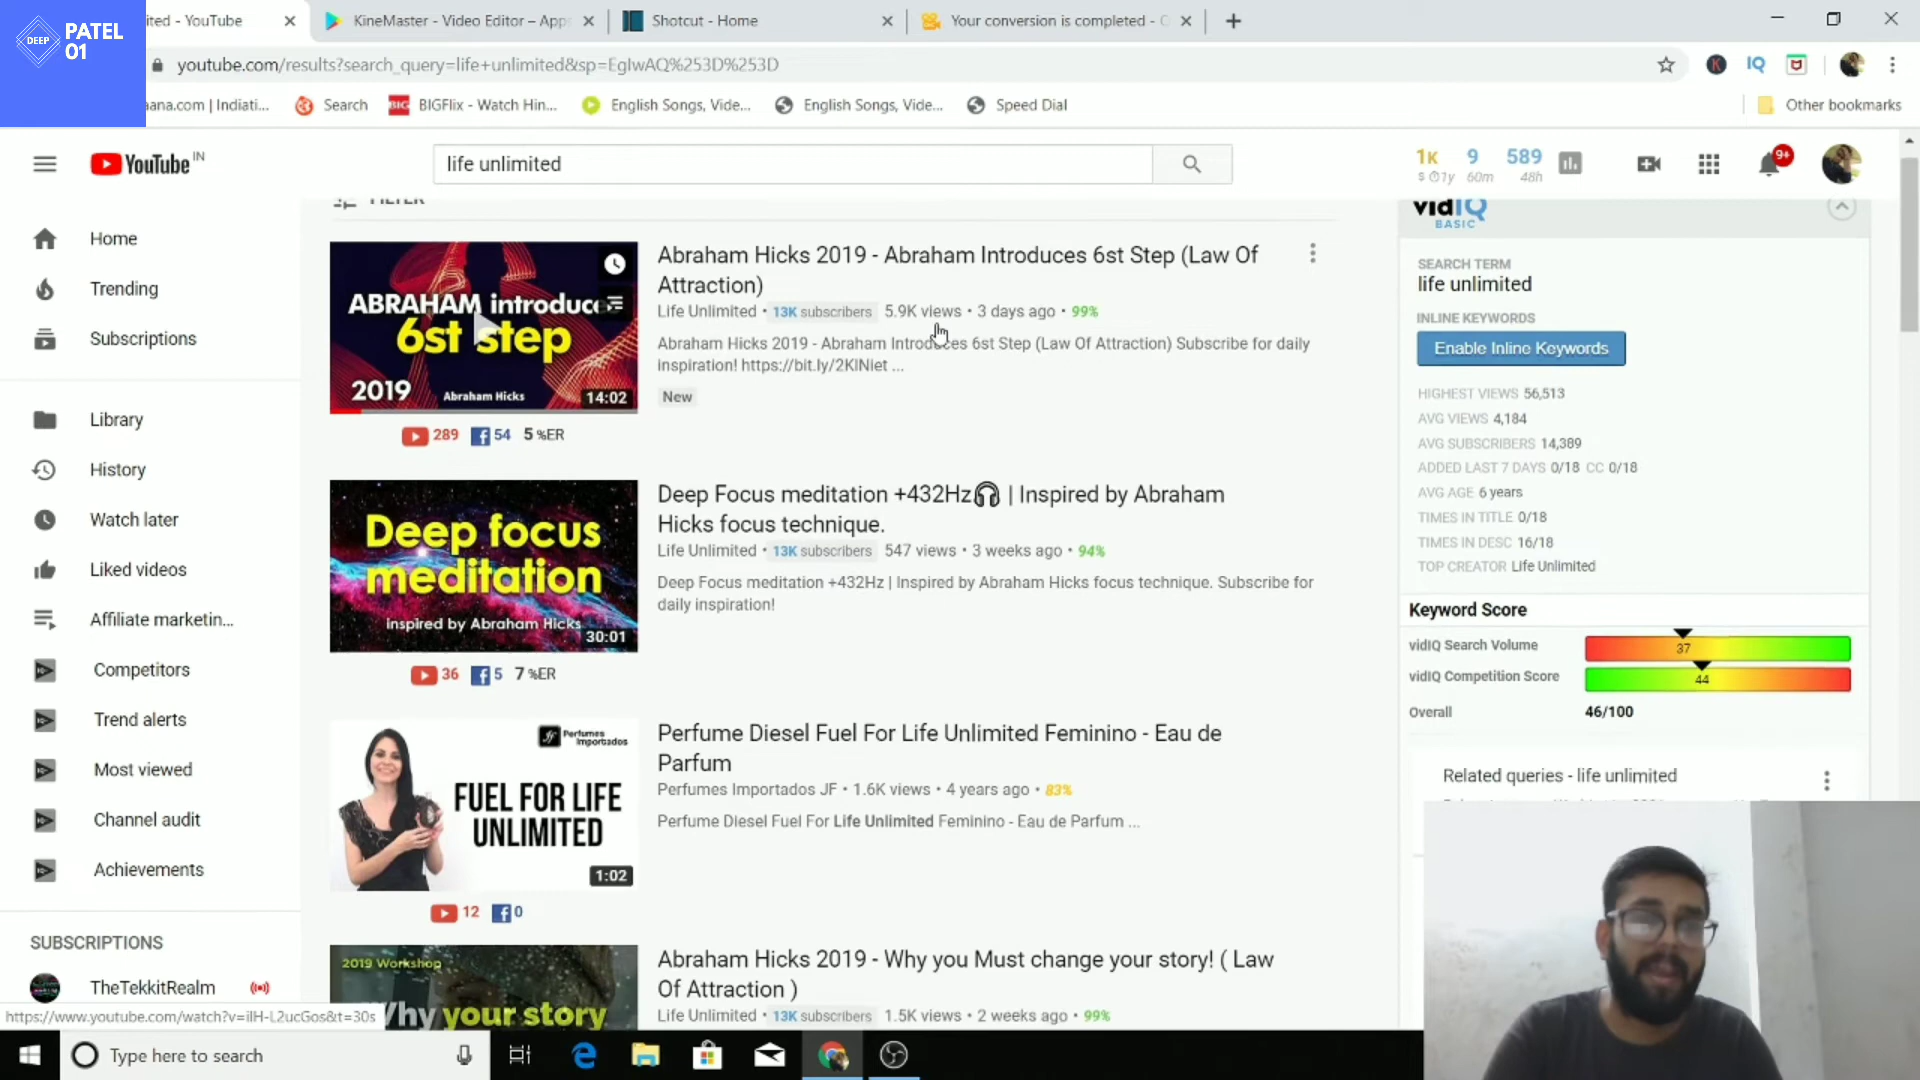 DEEP
PATEL
01
ited - YouTube
KineMaster - Video Editor – Apps
Shotcut - Home
Your conversion is completed - C
youtube.com/results?search_query=life+unlimited&sp=EgIwAQ%253D%253D
IQ
aana.com | Indiati...
Search
BIGFlix - Watch Hin...
English Songs, Vide...
English Songs, Vide...
Speed Dial
Other bookmarks
YouTube IN
life unlimited
1K
9
589
$ 1y
60m
48h
9+
FILTER
Home
Trending
Subscriptions
Library
History
Watch later
Liked videos
Affiliate marketin...
Competitors
Trend alerts
Most viewed
Channel audit
Achievements
SUBSCRIPTIONS
TheTekkitRealm
https://www.youtube.com/watch?v=ilH-L2ucGos&t=30s
ABRAHAM introduce
6st step
2019
Abraham Hicks
14:02
289 54 5 %ER
Abraham Hicks 2019 - Abraham Introduces 6st Step (Law Of
Attraction)
Life Unlimited • 13K subscribers 5.9K views • 3 days ago • 99%
Abraham Hicks 2019 - Abraham Introduces 6st Step (Law Of Attraction) Subscribe for daily
inspiration! https://bit.ly/2KlNiet ...
New
Deep focus
meditation
inspired by Abraham Hicks
30:01
36 5 7 %ER
Deep Focus meditation +432Hz🎧 | Inspired by Abraham
Hicks focus technique.
Life Unlimited • 13K subscribers 547 views • 3 weeks ago • 94%
Deep Focus meditation +432Hz | Inspired by Abraham Hicks focus technique. Subscribe for
daily inspiration!
Perfumes
Importados
FUEL FOR LIFE
UNLIMITED
1:02
12 0
Perfume Diesel Fuel For Life Unlimited Feminino - Eau de
Parfum
Perfumes Importados JF • 1.6K views • 4 years ago • 83%
Perfume Diesel Fuel For Life Unlimited Feminino - Eau de Parfum ...
2019 Workshop
Why your story
Abraham Hicks 2019 - Why you Must change your story! ( Law
Of Attraction )
Life Unlimited • 13K subscribers 1.5K views • 2 weeks ago • 99%
vidIQ
BASIC
SEARCH TERM
life unlimited
INLINE KEYWORDS
Enable Inline Keywords
HIGHEST VIEWS 56,513
AVG VIEWS 4,184
AVG SUBSCRIBERS 14,389
ADDED LAST 7 DAYS 0/18 CC 0/18
AVG AGE 6 years
TIMES IN TITLE 0/18
TIMES IN DESC 16/18
TOP CREATOR Life Unlimited
Keyword Score
vidIQ Search Volume 37
vidIQ Competition Score 44
Overall 46/100
Related queries - life unlimited
Type here to search